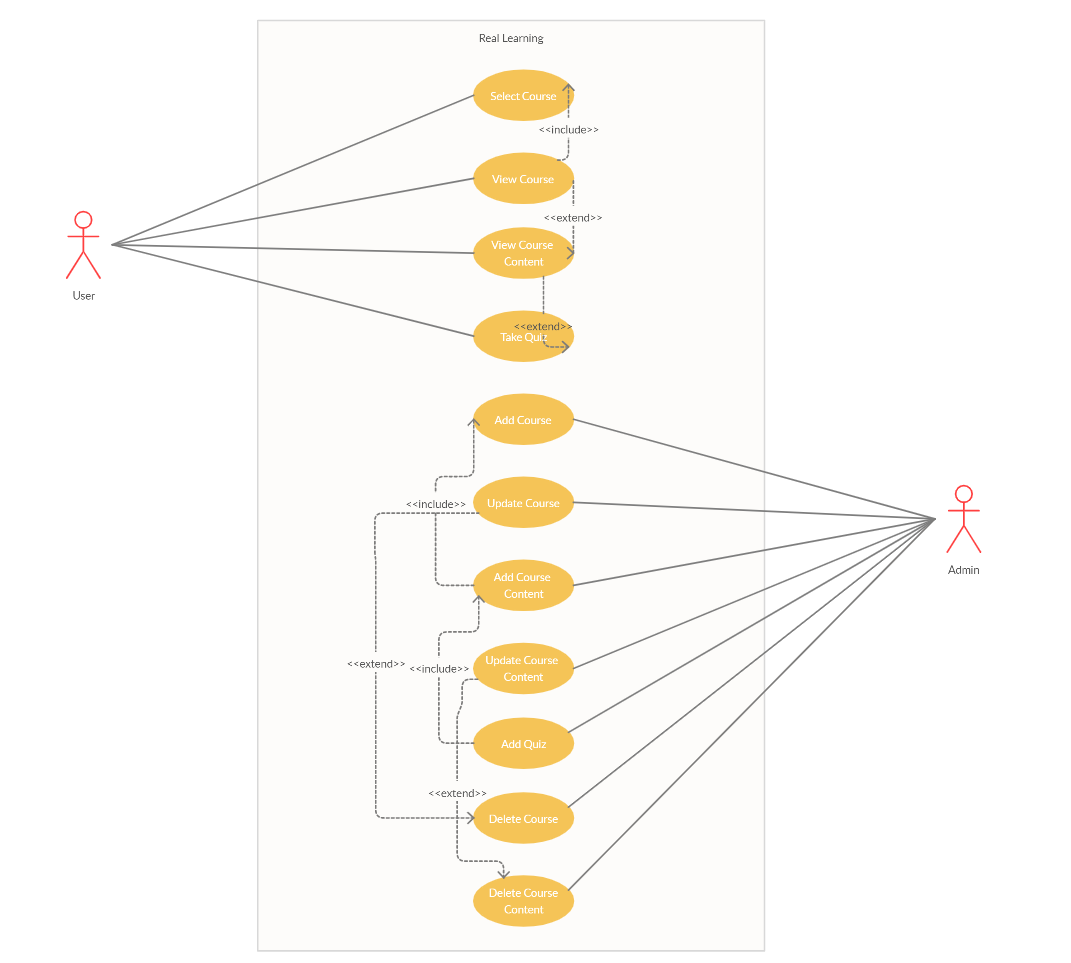 Real Learning
Select Course
<<include>>
View Course
<<extend>>
View Course
Content
User
<<extend>>
Take Quiz
Add Course
<<include>>
Update Course
Admin
Add Course
Content
<<extend>>
<<include>>
Update Course
Content
Add Quiz
<<extend>>
Delete Course
Delete Course
Content